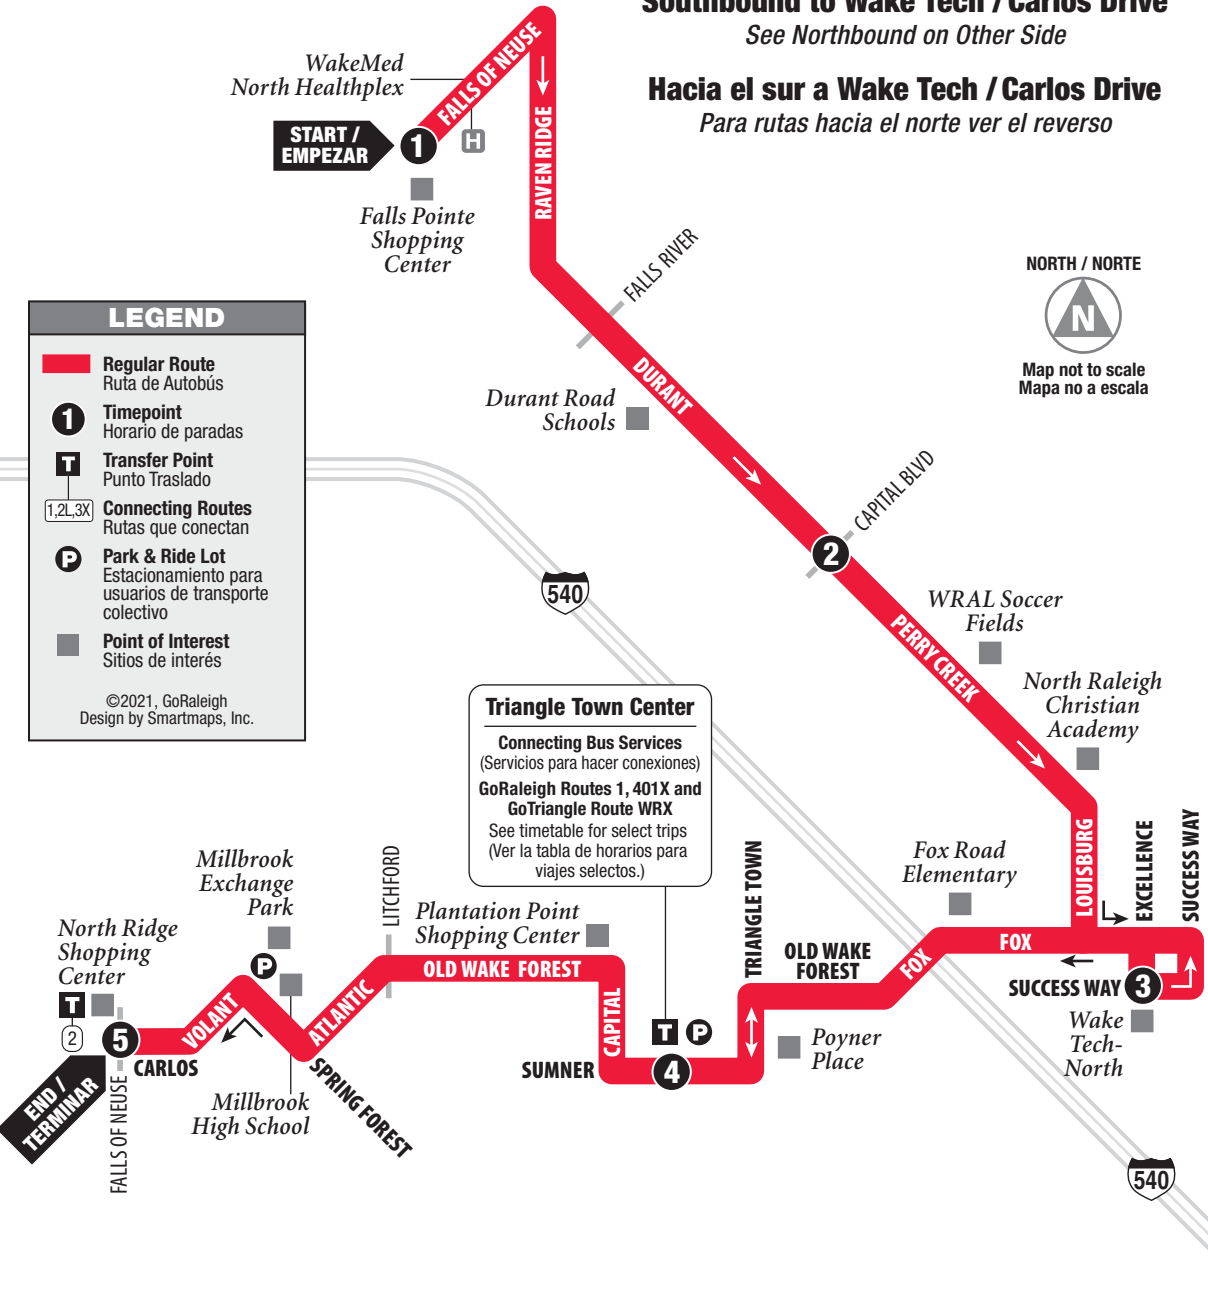 Southbound to Wake Tech / Carlos Drive
See Northbound on Other Side
Hacia el sur a Wake Tech / Carlos Drive
Para rutas hacia el norte ver el reverso
WakeMed
North Healthplex
START /
EMPEZAR
1
FALLS OF NEUSE
H
RAVEN RIDGE
Falls Pointe
Shopping
Center
FALLS RIVER
NORTH / NORTE
N
Map not to scale
Mapa no a escala
LEGEND
Regular Route
Ruta de Autobús
1
Timepoint
Horario de paradas
T
Transfer Point
Punto Traslado
1,2L,3X
Connecting Routes
Rutas que conectan
P
Park & Ride Lot
Estacionamiento para
usuarios de transporte
colectivo
Point of Interest
Sitios de interés
©2021, GoRaleigh
Design by Smartmaps, Inc.
DURANT
Durant Road
Schools
CAPITAL BLVD
2
540
WRAL Soccer
Fields
PERRY CREEK
North Raleigh
Christian
Academy
Triangle Town Center
Connecting Bus Services
(Servicios para hacer conexiones)
GoRaleigh Routes 1, 401X and
GoTriangle Route WRX
See timetable for select trips
(Ver la tabla de horarios para
viajes selectos.)
LOUISBURG
EXCELLENCE
SUCCESS WAY
Fox Road
Elementary
FOX
SUCCESS WAY
3
Wake
Tech-
North
FOX
OLD WAKE
FOREST
TRIANGLE TOWN
Poyner
Place
T
P
4
SUMNER
CAPITAL
Plantation Point
Shopping Center
OLD WAKE FOREST
LITCHFORD
ATLANTIC
SPRING FOREST
Millbrook
Exchange
Park
P
Millbrook
High School
VOLANT
North Ridge
Shopping
Center
T
2
5
CARLOS
FALLS OF NEUSE
END /
TERMINAR
540